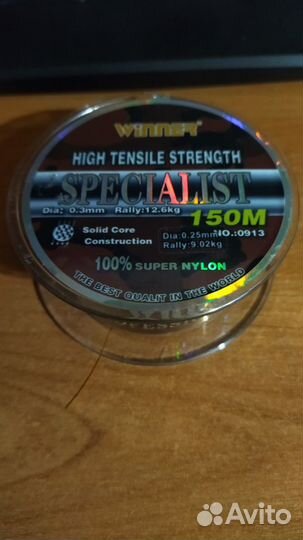 WINNER
HIGH TENSILE STRENGTH
SPECIALIST
Dia: 0.3mm Rally:12.6kg
150M
Solid Core
Construction
Dia:0.25mm NO.:0913
Rally:9.02kg
100% SUPER NYLON
THE BEST QUALIT IN THE WORLD
Avito